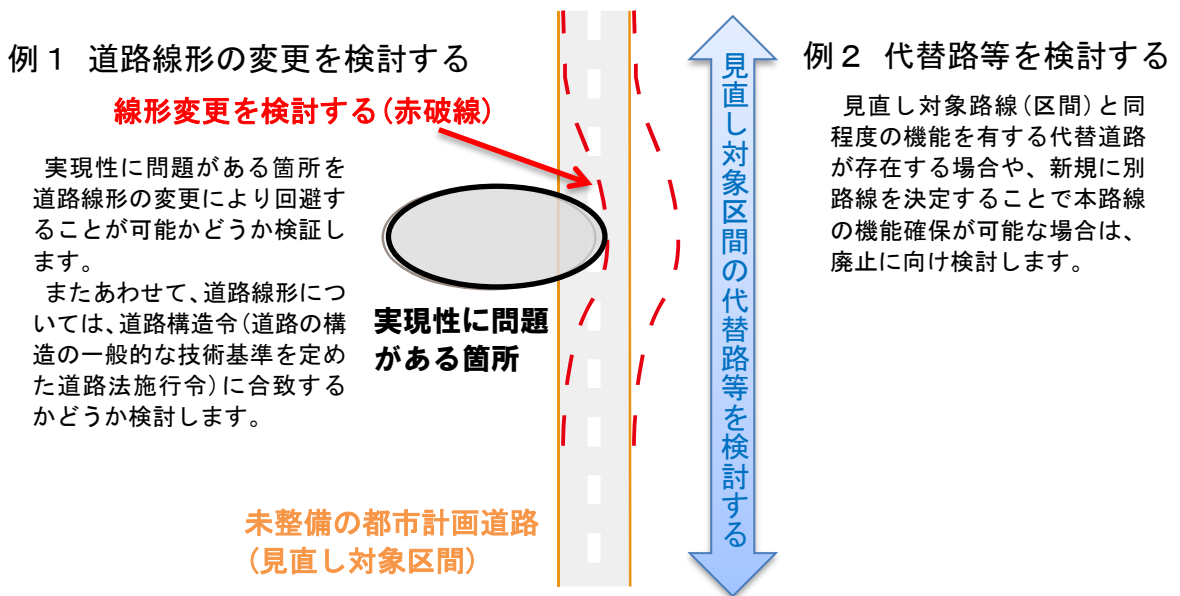 例１ 道路線形の変更を検討する
線形変更を検討する（赤破線）
実現性に問題がある箇所を
道路線形の変更により回避す
ることが可能かどうか検証し
ます。
またあわせて、道路線形につ
いては、道路構造令（道路の構
造の一般的な技術基準を定め
た道路法施行令）に合致する
かどうか検討します。
実現性に問題
がある箇所
未整備の都市計画道路
（見直し対象区間）
見直し対象区間の代替路等を検討する
例２ 代替路等を検討する
見直し対象路線（区間）と同
程度の機能を有する代替道路
が存在する場合や、新規に別
路線を決定することで本路線
の機能確保が可能な場合は、
廃止に向け検討します。